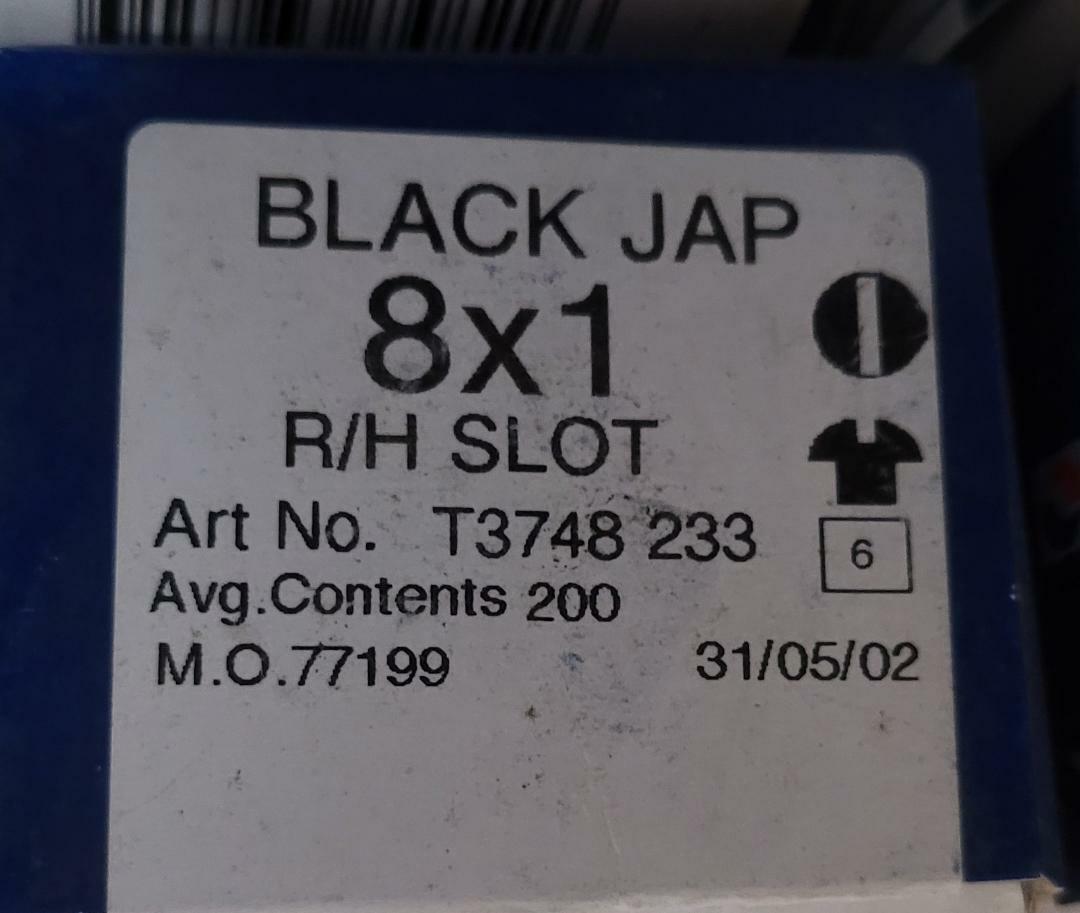 BLACK JAP
8x1
R/H SLOT
Art No. T3748 233
6
Avg.Contents 200
M.O.77199 31/05/02